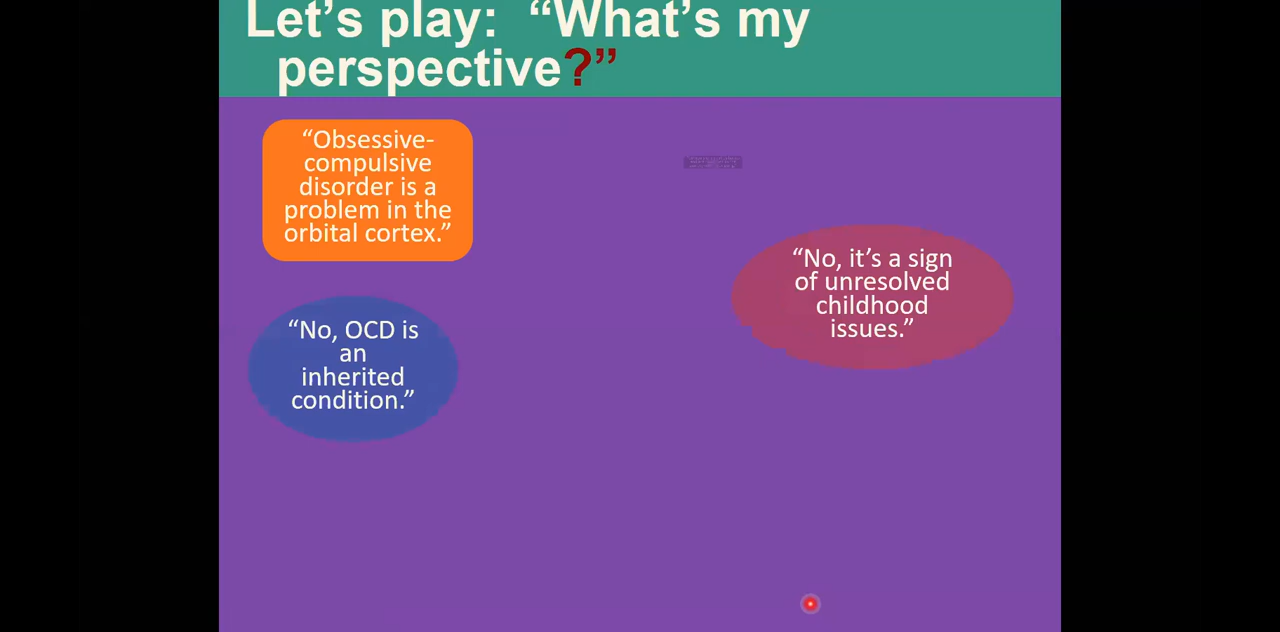 Let’s play:  “What’s my
perspective?”
“Obsessive-
compulsive
disorder is a
problem in the
orbital cortex.”
“No, it’s a sign
of unresolved
childhood
issues.”
“No, OCD is
an
inherited
condition.”